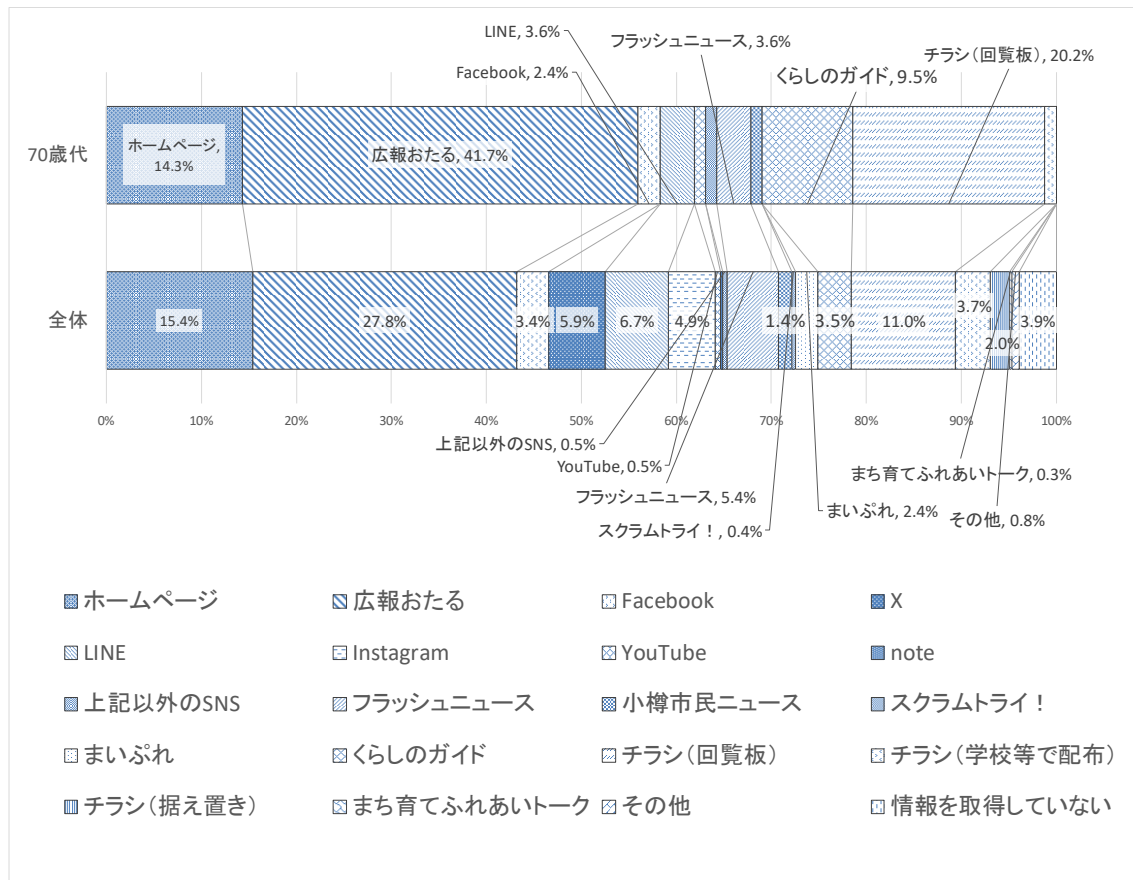 LINE, 3.6%
フラッシュニュース, 3.6%
チラシ(回覧板), 20.2%
Facebook, 2.4%
くらしのガイド, 9.5%
70歳代
ホームページ,
14.3%
広報おたる, 41.7%
全体
15.4%
27.8%
3.4%
5.9%
6.7%
4.9%
1.4%
3.5%
11.0%
3.7%
2.0%
3.9%
0%
10%
20%
30%
40%
50%
60%
70%
80%
90%
100%
上記以外のSNS, 0.5%
YouTube, 0.5%
フラッシュニュース, 5.4%
スクラムトライ!, 0.4%
まいぷれ, 2.4%
まち育てふれあいトーク, 0.3%
その他, 0.8%
ホームページ
広報おたる
Facebook
X
LINE
Instagram
YouTube
note
上記以外のSNS
フラッシュニュース
小樽市民ニュース
スクラムトライ!
まいぷれ
くらしのガイド
チラシ(回覧板)
チラシ(学校等で配布)
チラシ(据え置き)
まち育てふれあいトーク
その他
情報を取得していない